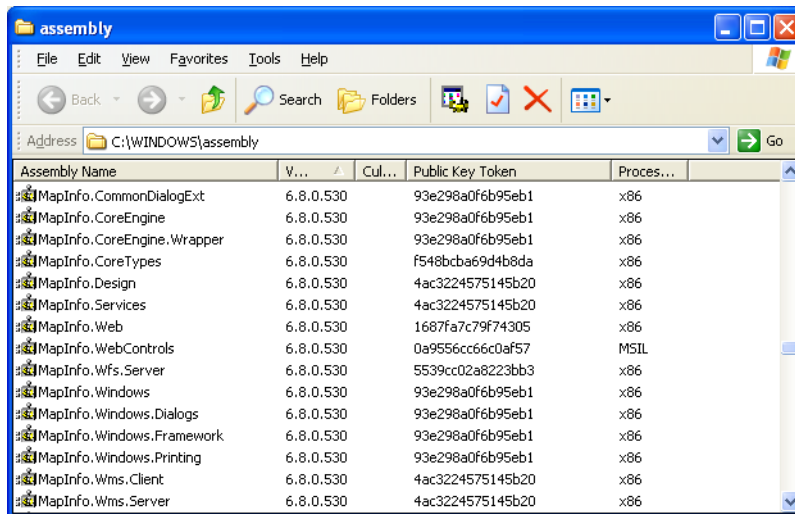 assembly
File Edit View Favorites Tools Help
Back Search Folders
Address C:\WINDOWS\assembly Go
Assembly Name V... Cul... Public Key Token Proces...
MapInfo.CommonDialogExt 6.8.0.530 93e298a0f6b95eb1 x86
MapInfo.CoreEngine 6.8.0.530 93e298a0f6b95eb1 x86
MapInfo.CoreEngine.Wrapper 6.8.0.530 93e298a0f6b95eb1 x86
MapInfo.CoreTypes 6.8.0.530 f548bcba69d4b8da x86
MapInfo.Design 6.8.0.530 4ac3224575145b20 x86
MapInfo.Services 6.8.0.530 4ac3224575145b20 x86
MapInfo.Web 6.8.0.530 1687fa7c79f74305 x86
MapInfo.WebControls 6.8.0.530 0a9556cc66c0af57 MSIL
MapInfo.Wfs.Server 6.8.0.530 5539cc02a8223bb3 x86
MapInfo.Windows 6.8.0.530 93e298a0f6b95eb1 x86
MapInfo.Windows.Dialogs 6.8.0.530 93e298a0f6b95eb1 x86
MapInfo.Windows.Framework 6.8.0.530 93e298a0f6b95eb1 x86
MapInfo.Windows.Printing 6.8.0.530 93e298a0f6b95eb1 x86
MapInfo.Wms.Client 6.8.0.530 4ac3224575145b20 x86
MapInfo.Wms.Server 6.8.0.530 4ac3224575145b20 x86